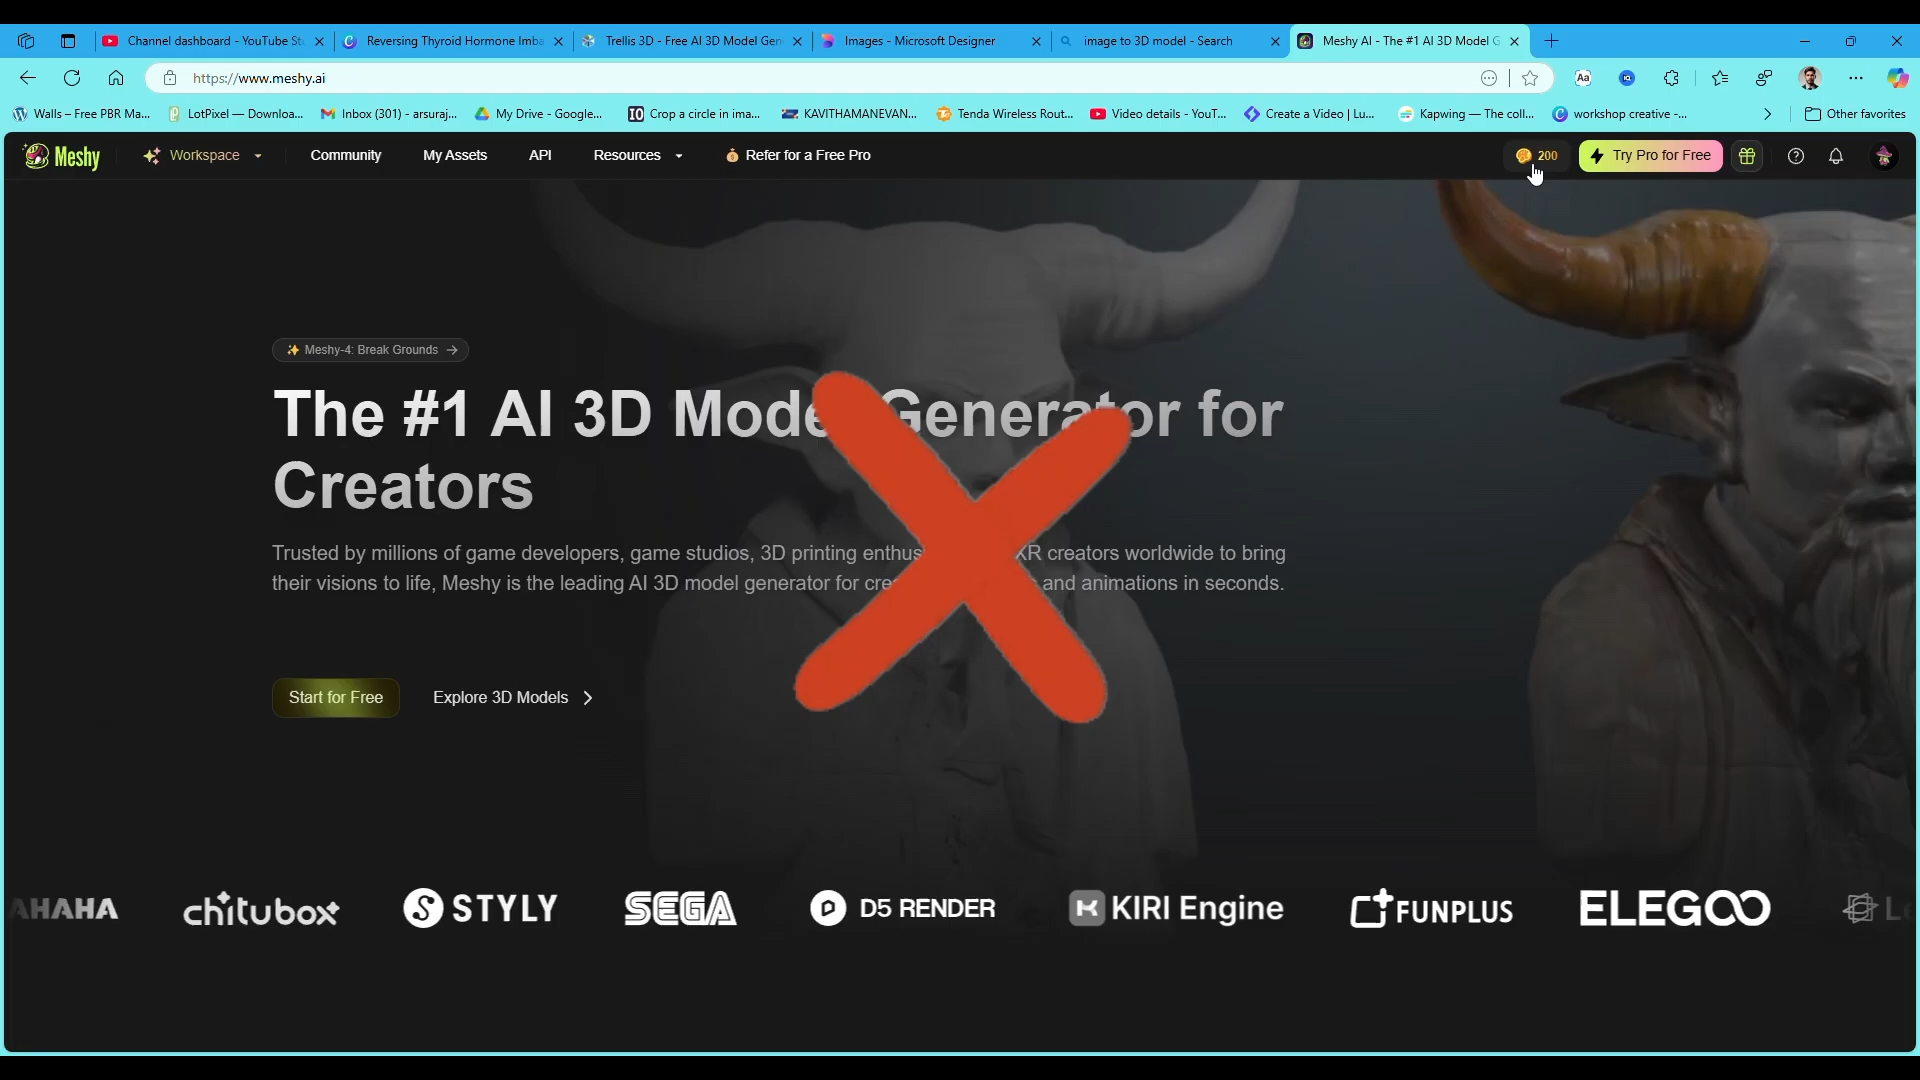 Channel dashboard - YouTube St
Reversing Thyroid Hormone Imba
Trellis 3D - Free AI 3D Model Gen
Images - Microsoft Designer
image to 3D model - Search
Meshy AI - The #1 AI 3D Model G
https://www.meshy.ai
Walls – Free PBR Ma...
LotPixel — Downloa...
Inbox (301) - arsuraj...
My Drive - Google...
Crop a circle in ima...
KAVITHAMANEVAN...
Tenda Wireless Rout...
Video details - YouT...
Create a Video | Lu...
Kapwing — The coll...
workshop creative -...
Other favorites
Meshy
Workspace
Community
My Assets
API
Resources
Refer for a Free Pro
200
Try Pro for Free
Meshy-4: Break Grounds
The #1 AI 3D Mode Generator for
Creators
Trusted by millions of game developers, game studios, 3D printing enthus XR creators worldwide to bring
their visions to life, Meshy is the leading AI 3D model generator for cre and animations in seconds.
Start for Free
Explore 3D Models
AHAHA
chitubox
STYLY
SEGA
D5 RENDER
KIRI Engine
FUNPLUS
ELEGOO